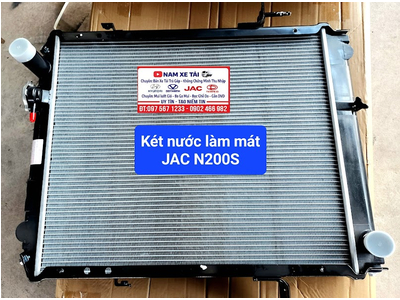 NAM XE TẢI
Chuyên Bán Xe Tải Trả Góp - Không Chứng Minh Thu Nhập
HYUNDAI
JAC
UY TÍN - TẠO NIỀM TIN
ĐT:097 567 1233 - 0902 466 982
Két nước làm mát
JAC N200S